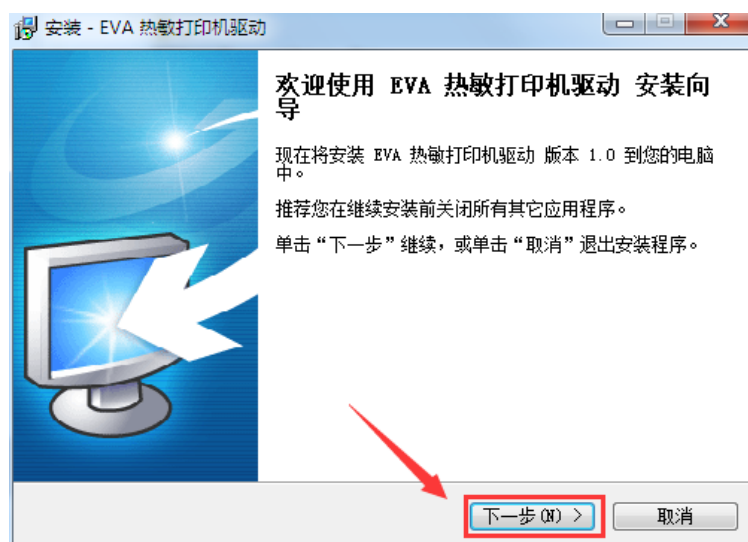 安装 - EVA 热敏打印机驱动
欢迎使用 EVA 热敏打印机驱动 安装向
导
现在将安装 EVA 热敏打印机驱动 版本 1.0 到您的电脑
中。
推荐您在继续安装前关闭所有其它应用程序。
单击“下一步”继续，或单击“取消”退出安装程序。
下一步(N) >
取消